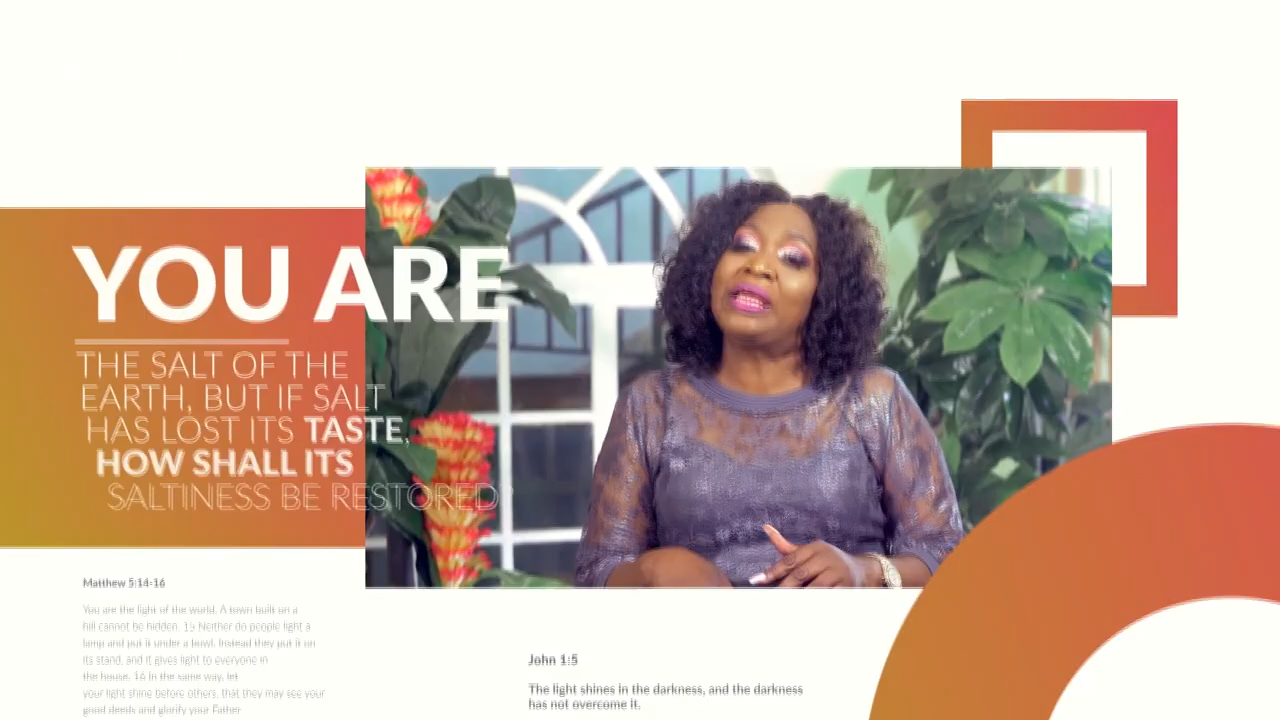 YOU ARE
THE SALT OF THE
EARTH, BUT IF SALT
HAS LOST ITS TASTE,
HOW SHALL ITS
SALTINESS BE RESTORED?
Matthew 5:14-16
You are the light of the world. A town built on a
hill cannot be hidden. 15 Neither do people light a
lamp and put it under a bowl. Instead they put it on
its stand, and it gives light to everyone in
the house. 16 In the same way, let
your light shine before others, that they may see your
good deeds and glorify your Father
John 1:5
The light shines in the darkness, and the darkness
has not overcome it.